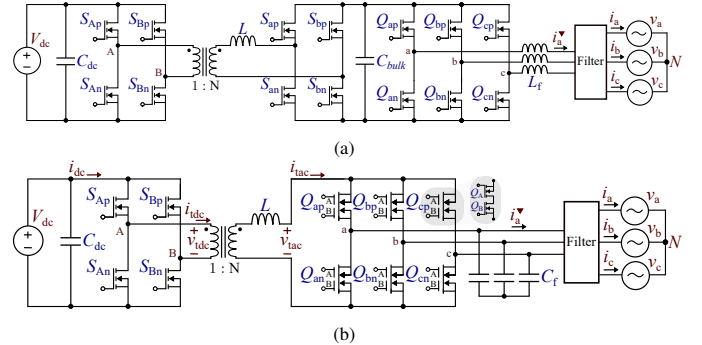 S_Ap S_Bp L S_ap S_bp Q_ap Q_bp Q_cp i_a▼ i_a v_a
V_dc C_dc A C_bulk a i_b v_b N
B b Filter
c i_c v_c
S_An S_Bn 1 : N S_an S_bn Q_an Q_bn Q_cn L_f
(a)
i_dc i_tac
S_Ap S_Bp i_tdc L Q_ap A B Q_bp A B Q_cp A B Q_A Q_B i_a▼ i_a v_a
V_dc C_dc A v_tdc v_tac a i_b v_b N
B b Filter
c i_c v_c
S_An S_Bn 1 : N Q_an A B Q_bn A B Q_cn A B C_f
(b)